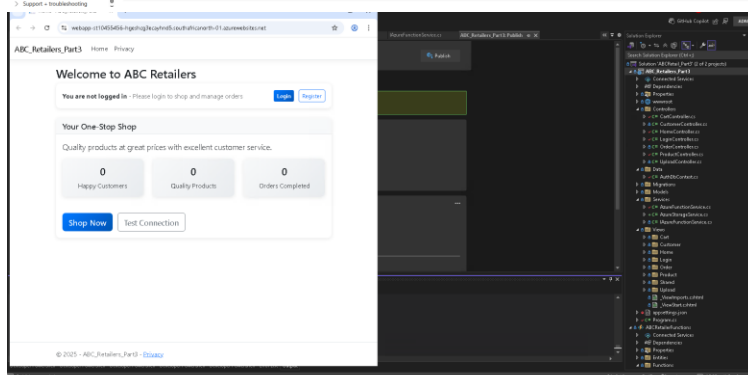 Support + troubleshooting
webapp-st10455456-hgeshzgjfezayhnd5.southafricanorth-01.azurewebsites.net
ABC_Retailers_Part3 Home Privacy
Welcome to ABC Retailers
You are not logged in - Please login to shop and manage orders Login Register
Your One-Stop Shop
Quality products at great prices with excellent customer service.
0 0 0
Happy Customers Quality Products Orders Completed
Shop Now Test Connection
© 2025 - ABC_Retailers_Part3 - Privacy
IAzureFunctionService.cs ABC_Retailers_Part3: Publish
Publish
GitHub Copilot
Solution Explorer
Search Solution Explorer (Ctrl+;)
Solution 'ABCRetail_Part3' (2 of 2 projects)
ABC_Retailers_Part3
Connected Services
Dependencies
Properties
wwwroot
Controllers
CartController.cs
CustomerController.cs
HomeController.cs
LoginController.cs
OrderController.cs
ProductController.cs
UploadController.cs
Data
AuthDbContext.cs
Migrations
Models
Services
AzureFunctionService.cs
AzureStorageService.cs
IAzureFunctionService.cs
Views
Cart
Customer
Home
Login
Order
Product
Shared
Upload
_ViewImports.cshtml
_ViewStart.cshtml
appsettings.json
Program.cs
ABCRetailersFunctions
Connected Services
Dependencies
Properties
Entities
Functions